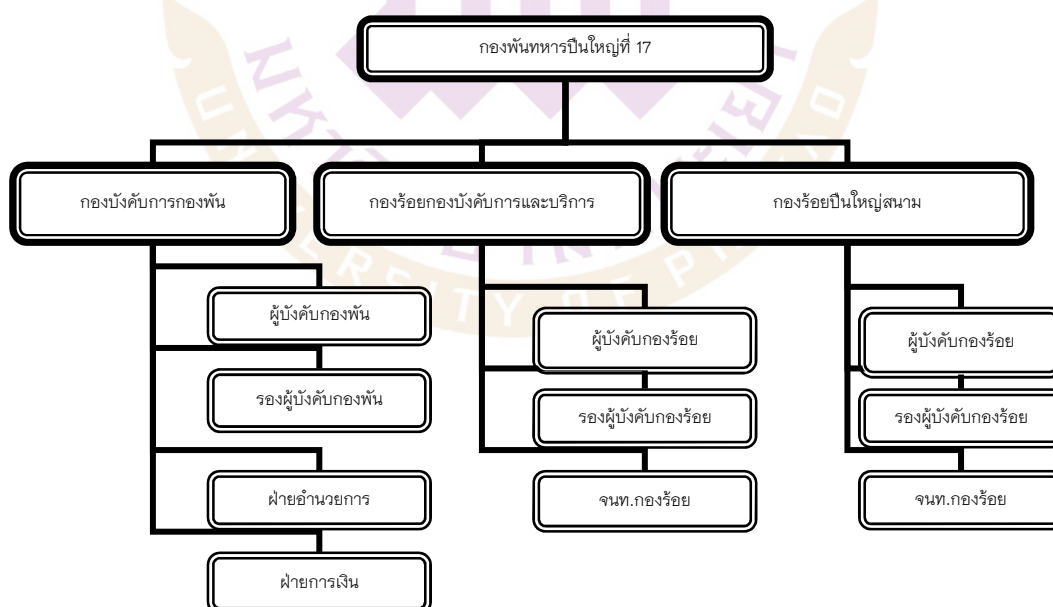 กองพันทหารปืนใหญ่ที่ 17
กองบังคับการกองพัน
กองร้อยกองบังคับการและบริการ
กองร้อยปืนใหญ่สนาม
ผู้บังคับกองพัน
รองผู้บังคับกองพัน
ฝ่ายอำนวยการ
ฝ่ายการเงิน
ผู้บังคับกองร้อย
รองผู้บังคับกองร้อย
จนท.กองร้อย
ผู้บังคับกองร้อย
รองผู้บังคับกองร้อย
จนท.กองร้อย